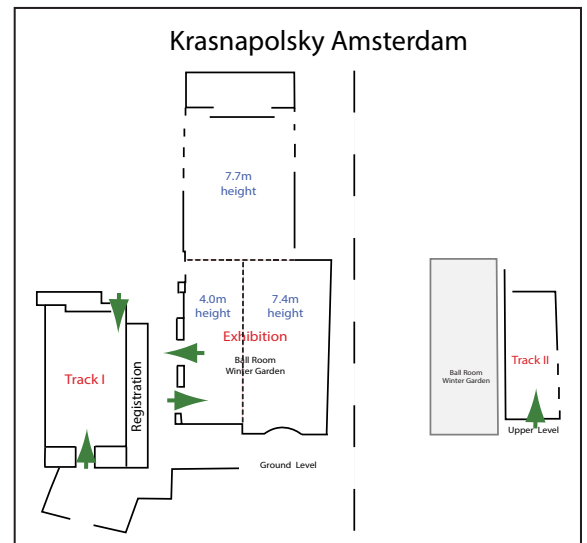 Krasnapolsky Amsterdam
7.7m
height
4.0m
height
7.4m
height
Exhibition
Ball Room
Winter Garden
Track I
Registration
Ground Level
Ball Room
Winter Garden
Track II
Upper Level